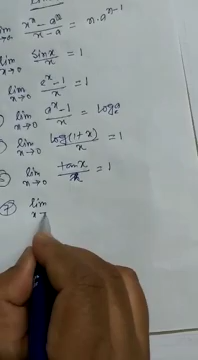 lim x→a xⁿ - aⁿ / x - a = n.aⁿ⁻¹
lim x→0 sinx / x = 1
lim x→0 eˣ - 1 / x = 1
lim x→0 aˣ - 1 / x = logₑa
lim x→0 log(1+x) / x = 1
lim x→0 tanx / x = 1
⑦ lim x→